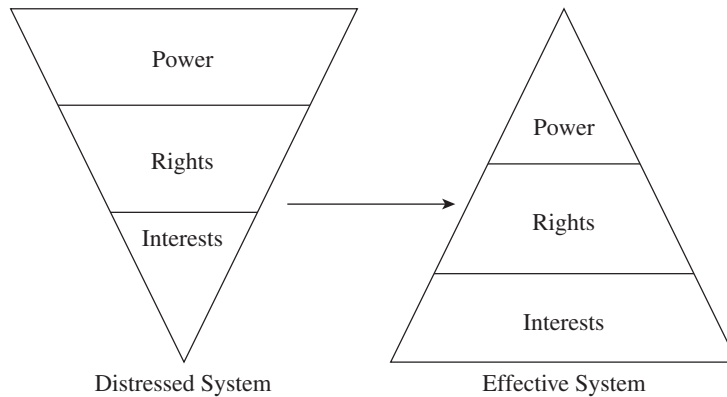 Power
Rights
Interests
Distressed System
Power
Rights
Interests
Effective System